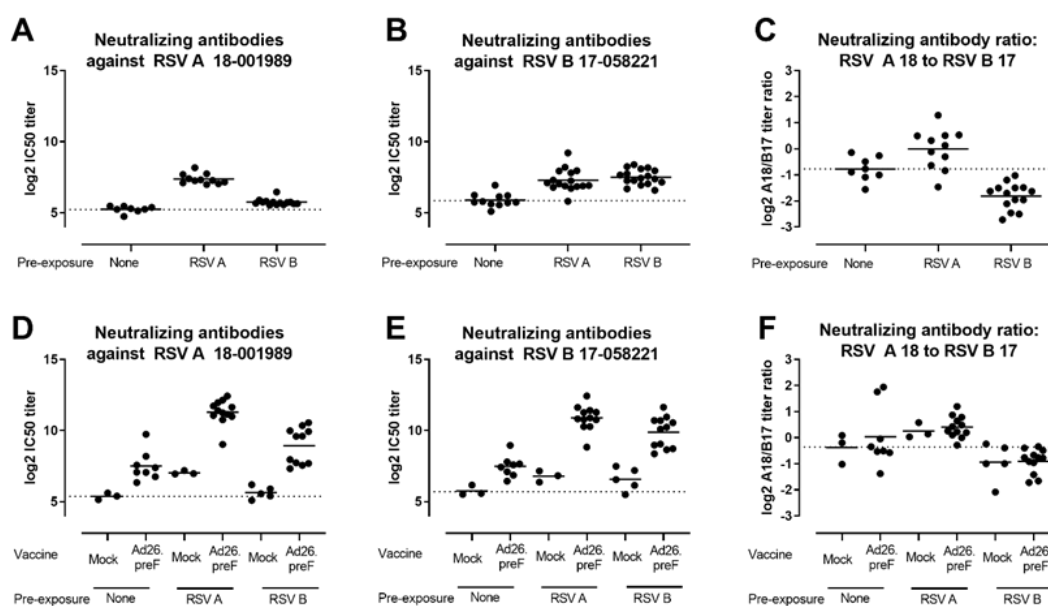 A
Neutralizing antibodies
against RSV A 18-001989
log2 IC50 titer
15
10
5
Pre-exposure
None
RSV A
RSV B
B
Neutralizing antibodies
against RSV B 17-058221
log2 IC50 titer
15
10
5
Pre-exposure
None
RSV A
RSV B
C
Neutralizing antibody ratio:
RSV A 18 to RSV B 17
log2 A18/B17 titer ratio
3
2
1
0
-1
-2
-3
Pre-exposure
None
RSV A
RSV B
D
Neutralizing antibodies
against RSV A 18-001989
log2 IC50 titer
15
10
5
Vaccine
Mock
Ad26.
preF
Mock
Ad26.
preF
Mock
Ad26.
preF
Pre-exposure
None
RSV A
RSV B
E
Neutralizing antibodies
against RSV B 17-058221
log2 IC50 titer
15
10
5
Vaccine
Mock
Ad26.
preF
Mock
Ad26.
preF
Mock
Ad26.
preF
Pre-exposure
None
RSV A
RSV B
F
Neutralizing antibody ratio:
RSV A 18 to RSV B 17
log2 A18/B17 titer ratio
3
2
1
0
-1
-2
-3
Vaccine
Mock
Ad26.
preF
Mock
Ad26.
preF
Mock
Ad26.
preF
Pre-exposure
None
RSV A
RSV B